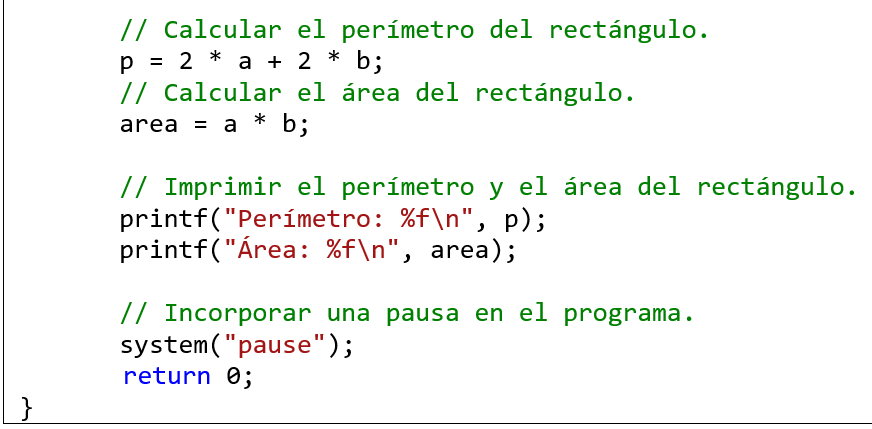 // Calcular el perímetro del rectángulo.
p = 2 * a + 2 * b;
// Calcular el área del rectángulo.
area = a * b;
// Imprimir el perímetro y el área del rectángulo.
printf("Perímetro: %f\n", p);
printf("Área: %f\n", area);
// Incorporar una pausa en el programa.
system("pause");
return 0;
}